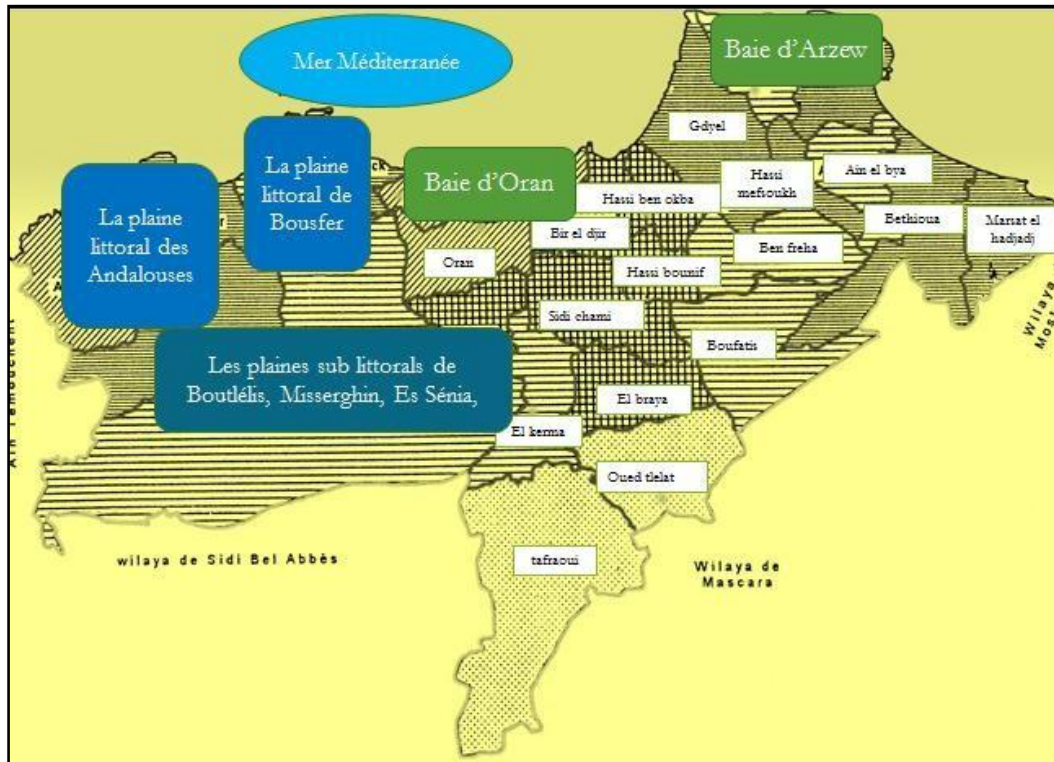 Mer Méditerranée
Baie d'Arzew
Gdyel
La plaine
littoral de
Bousfer
La plaine
littoral des
Andalouses
Baie d'Oran
Hassi ben okba
Hassi
mefsoukh
Ain el bya
Bethioua
Marsat el
hadjadj
Bir el djir
Oran
Hassi bounif
Ben freha
Sidi chami
Boufatis
Les plaines sub littorals de
Boutlélis, Misserghin, Es Sénia,
El braya
El kerma
Oued tlelat
tafraoui
wilaya de Sidi Bel Abbès
Wilaya de
Mascara
Wilaya